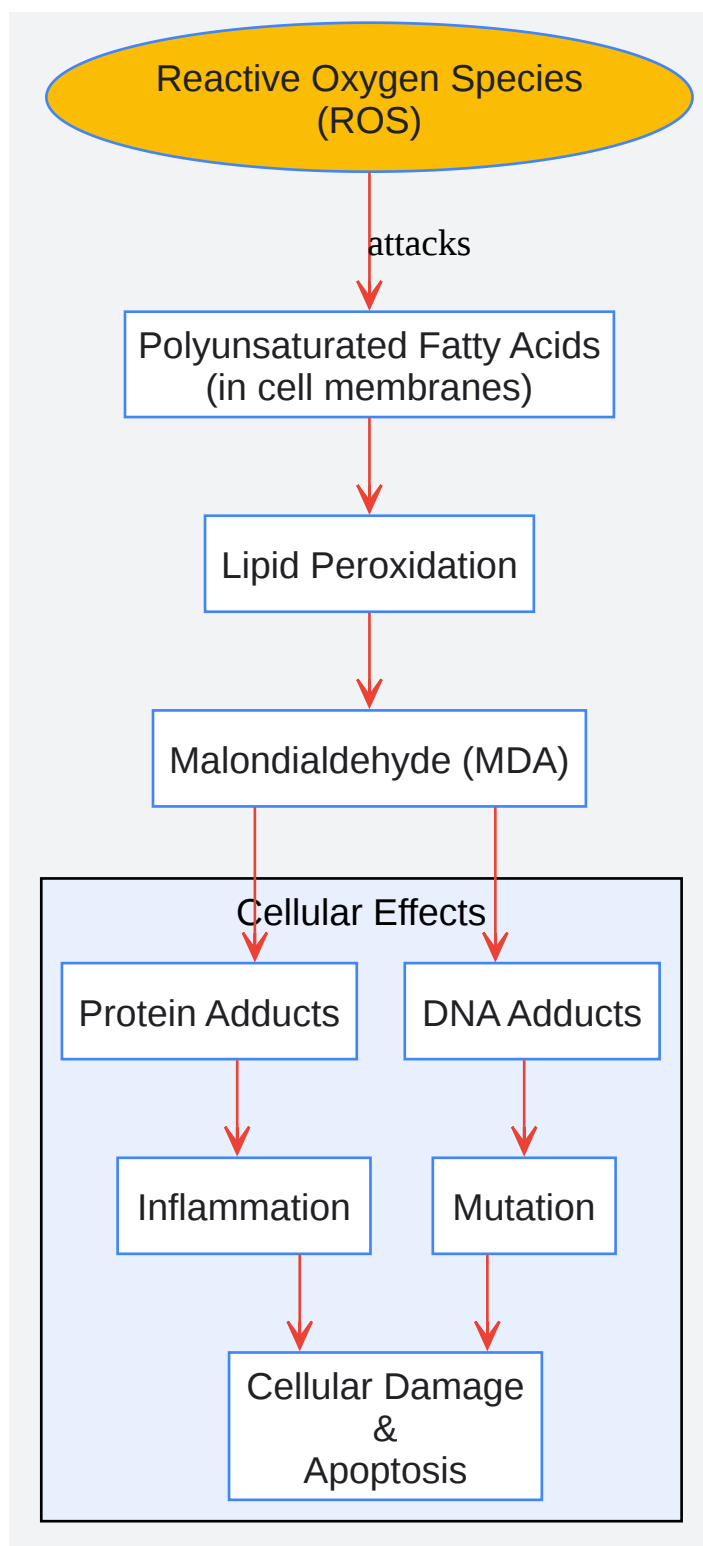 Reactive Oxygen Species
(ROS)
attacks
Polyunsaturated Fatty Acids
(in cell membranes)
Lipid Peroxidation
Malondialdehyde (MDA)
Cellular Effects
Protein Adducts
DNA Adducts
Inflammation
Mutation
Cellular Damage
&
Apoptosis